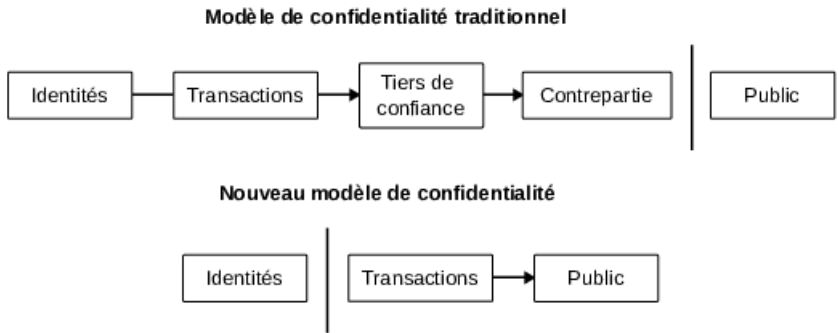 Modèle de confidentialité traditionnel
Identités
Transactions
Tiers de
confiance
Contrepartie
Public
Nouveau modèle de confidentialité
Identités
Transactions
Public